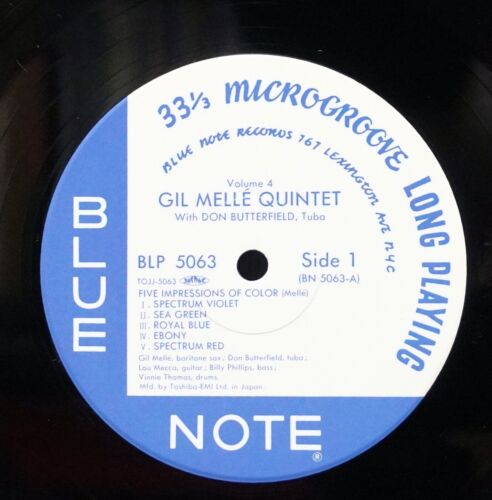 33⅓ MICROGROOVE LONG PLAYING
BLUE NOTE RECORDS 767 LEXINGTON AVE NYC
Volume 4
GIL MELLÉ QUINTET
With DON BUTTERFIELD, Tuba
BLP 5063 Side 1
TOJJ-5063 (BN 5063-A)
FIVE IMPRESSIONS OF COLOR (Mellé)
I. SPECTRUM VIOLET
II. SEA GREEN
III. ROYAL BLUE
IV. EBONY
V. SPECTRUM RED
Gil Mellé, baritone sax; Don Butterfield, tuba;
Lou Mecca, guitar; Billy Phillips, bass;
Vinnie Thomas, drums.
Mfd. by Toshiba-EMI Ltd. in Japan.
BLUE
NOTE ®